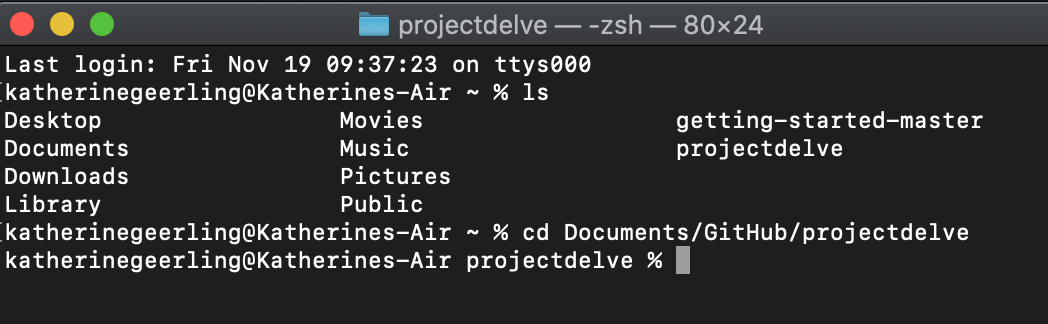 projectdelve — -zsh — 80×24
Last login: Fri Nov 19 09:37:23 on ttys000
[katherinegeerling@Katherines-Air ~ % ls
Desktop Movies getting-started-master
Documents Music projectdelve
Downloads Pictures
Library Public
[katherinegeerling@Katherines-Air ~ % cd Documents/GitHub/projectdelve
katherinegeerling@Katherines-Air projectdelve %